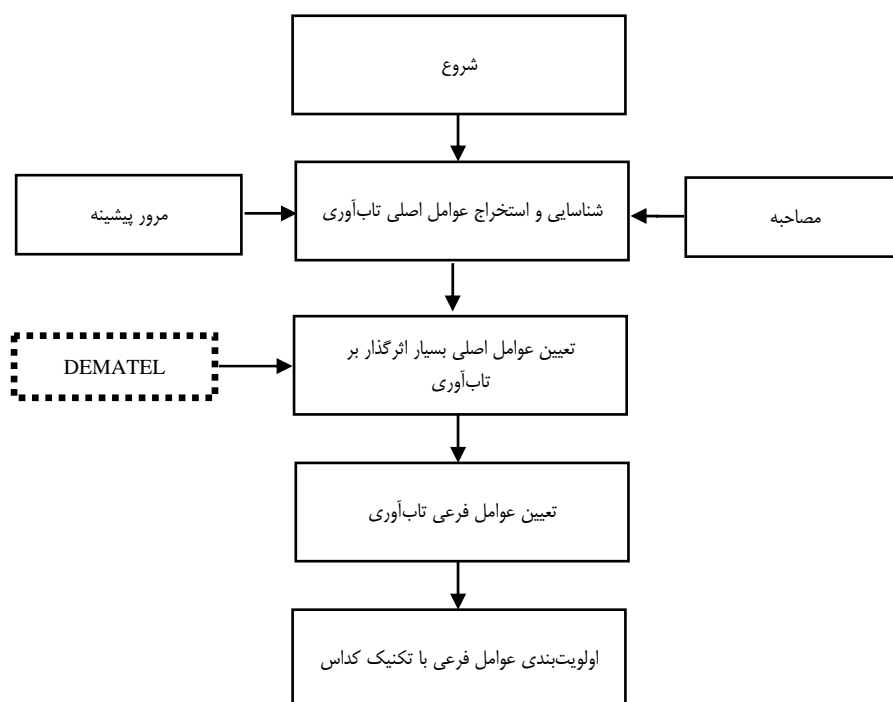 شروع
شناسایی و استخراج عوامل اصلی تاب‌آوری
مرور پیشینه
مصاحبه
تعیین عوامل اصلی بسیار اثرگذار بر
تاب‌آوری
DEMATEL
تعیین عوامل فرعی تاب‌آوری
اولویت‌بندی عوامل فرعی با تکنیک کداس